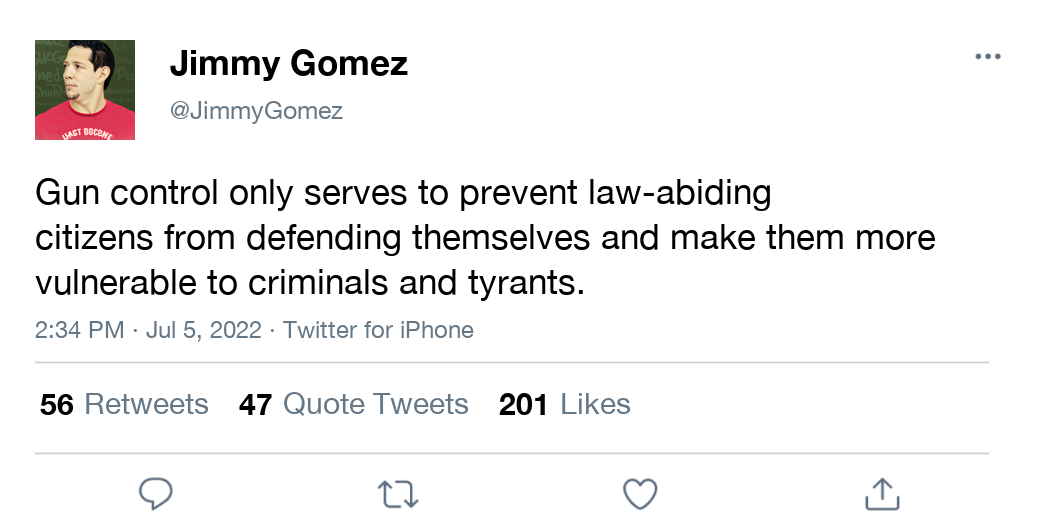 Jimmy Gomez
@JimmyGomez
Gun control only serves to prevent law-abiding
citizens from defending themselves and make them more
vulnerable to criminals and tyrants.
2:34 PM · Jul 5, 2022 · Twitter for iPhone
56 Retweets 47 Quote Tweets 201 Likes